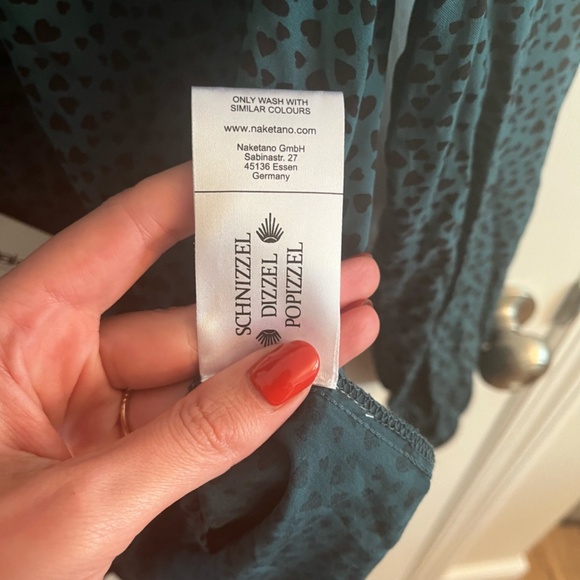 ONLY WASH WITH
SIMILAR COLOURS
www.naketano.com
Naketano GmbH
Sabinastr. 27
45136 Essen
Germany
SCHNIZZEL
DIZZEL
POPIZZEL